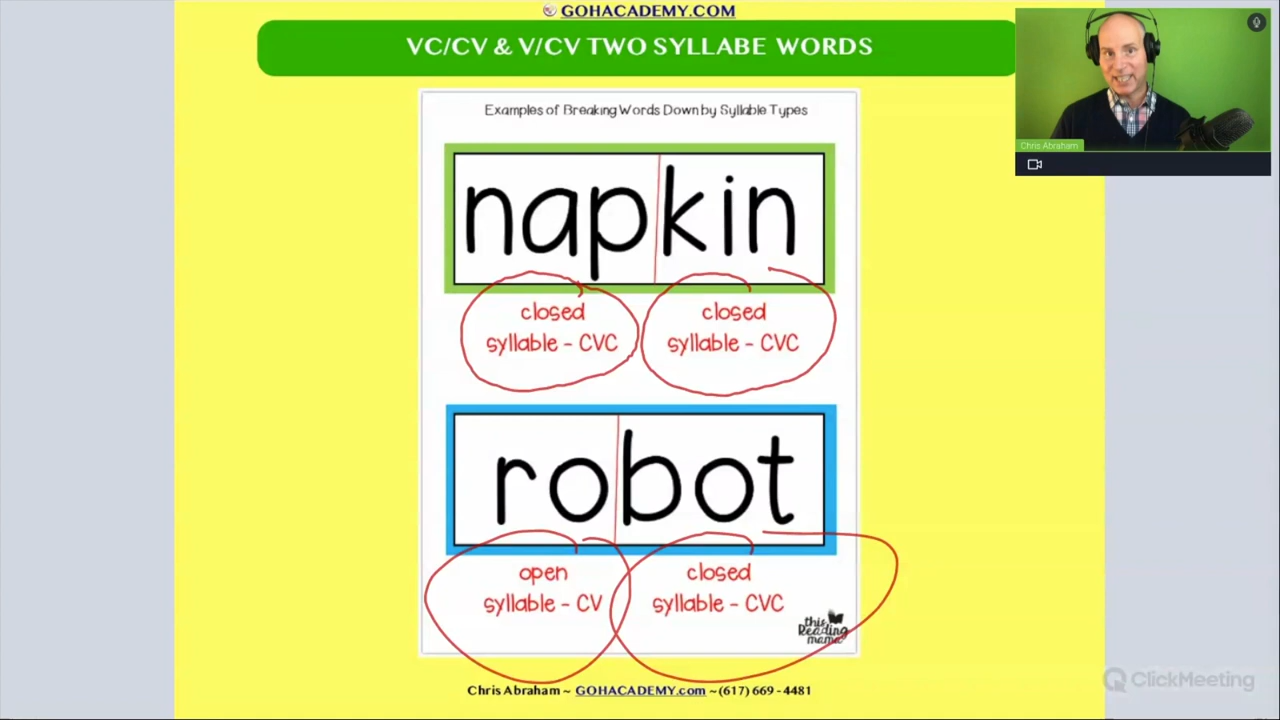 GOHACADEMY.COM
VC/CV & V/CV TWO SYLLABE WORDS
Chris Abraham
Examples of Breaking Words Down by Syllable Types
napkin
closed closed
syllable - CVC syllable - CVC
robot
open closed
syllable - CV syllable - CVC
this
Reading
mama
ClickMeeting
Chris Abraham ~ GOHACADEMY.com ~(617) 669 - 4481